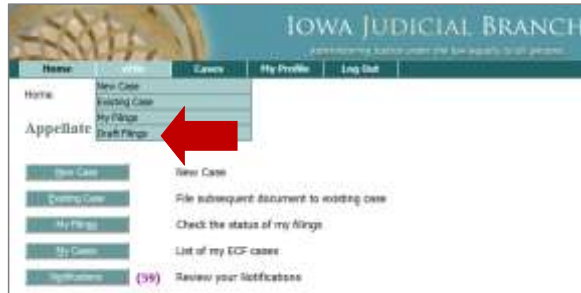 IOWA JUDICIAL BRANCH
Home eFile Cases My Profile Log Out
Home
New Case
Existing Case
My Filings
Draft Filings
Appellate
New Case New Case
Existing Case File subsequent document to existing case
My Filings Check the status of my filings
My Cases List of my ECF cases
Notifications (59) Review your Notifications